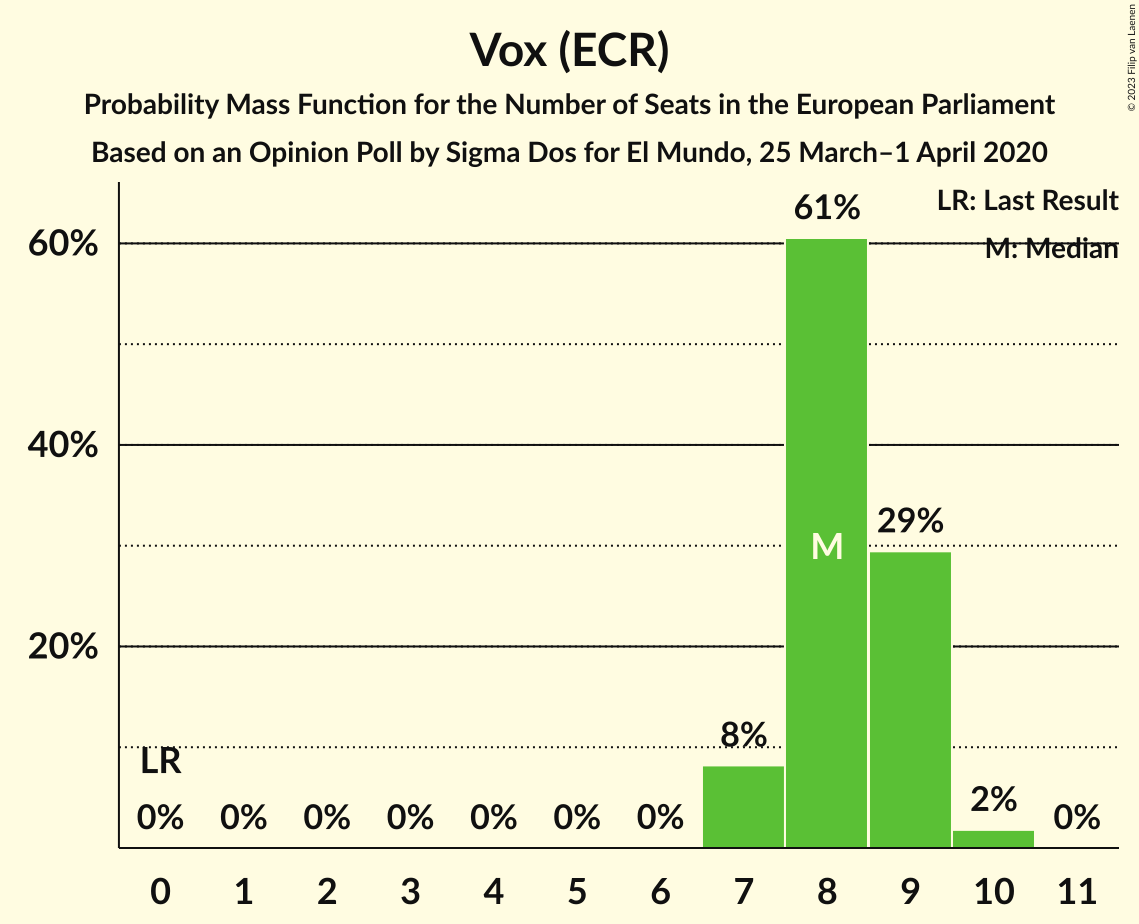 Vox (ECR)
Probability Mass Function for the Number of Seats in the European Parliament
Based on an Opinion Poll by Sigma Dos for El Mundo, 25 March–1 April 2020
© 2023 Filip van Laenen
LR: Last Result
M: Median
60%
40%
20%
61%
M
29%
8%
2%
LR
0% 0% 0% 0% 0% 0% 0% 0%
0 1 2 3 4 5 6 7 8 9 10 11